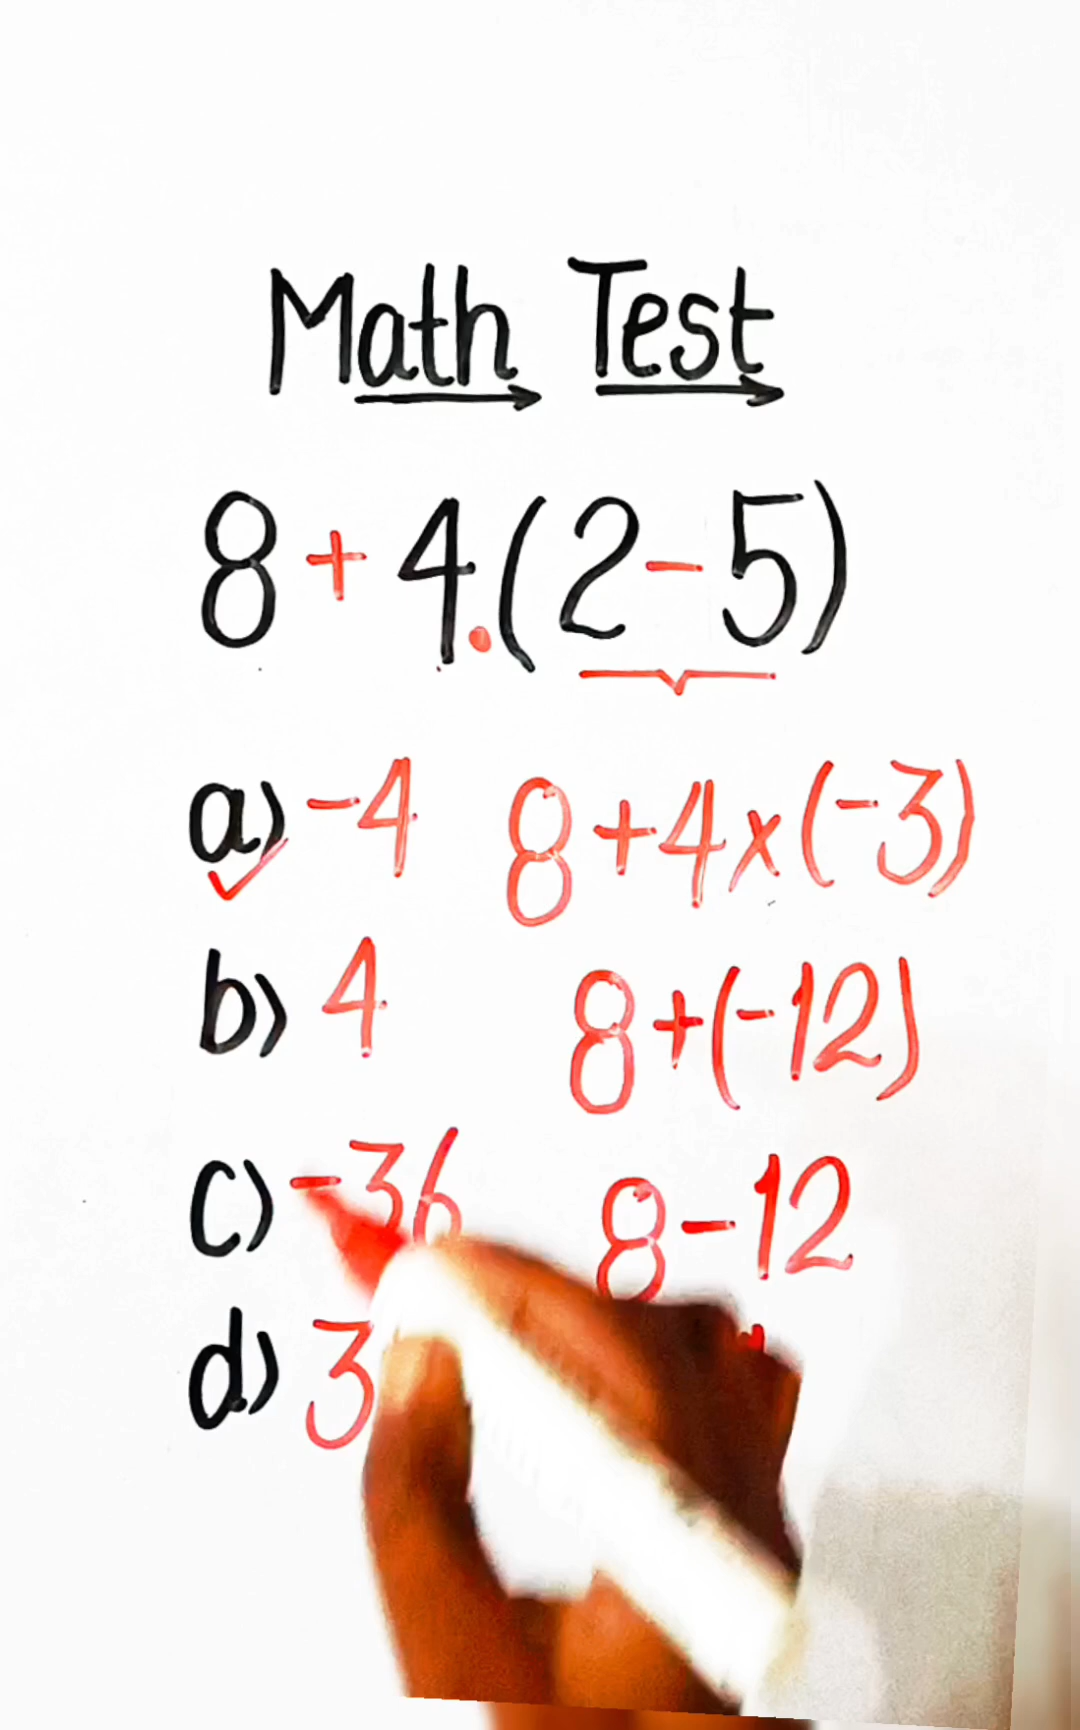 Math Test
8 + 4.(2-5)
a) -4 8+4x(-3)
b) 4 8+(-12)
c) -36 8-12
d) 3